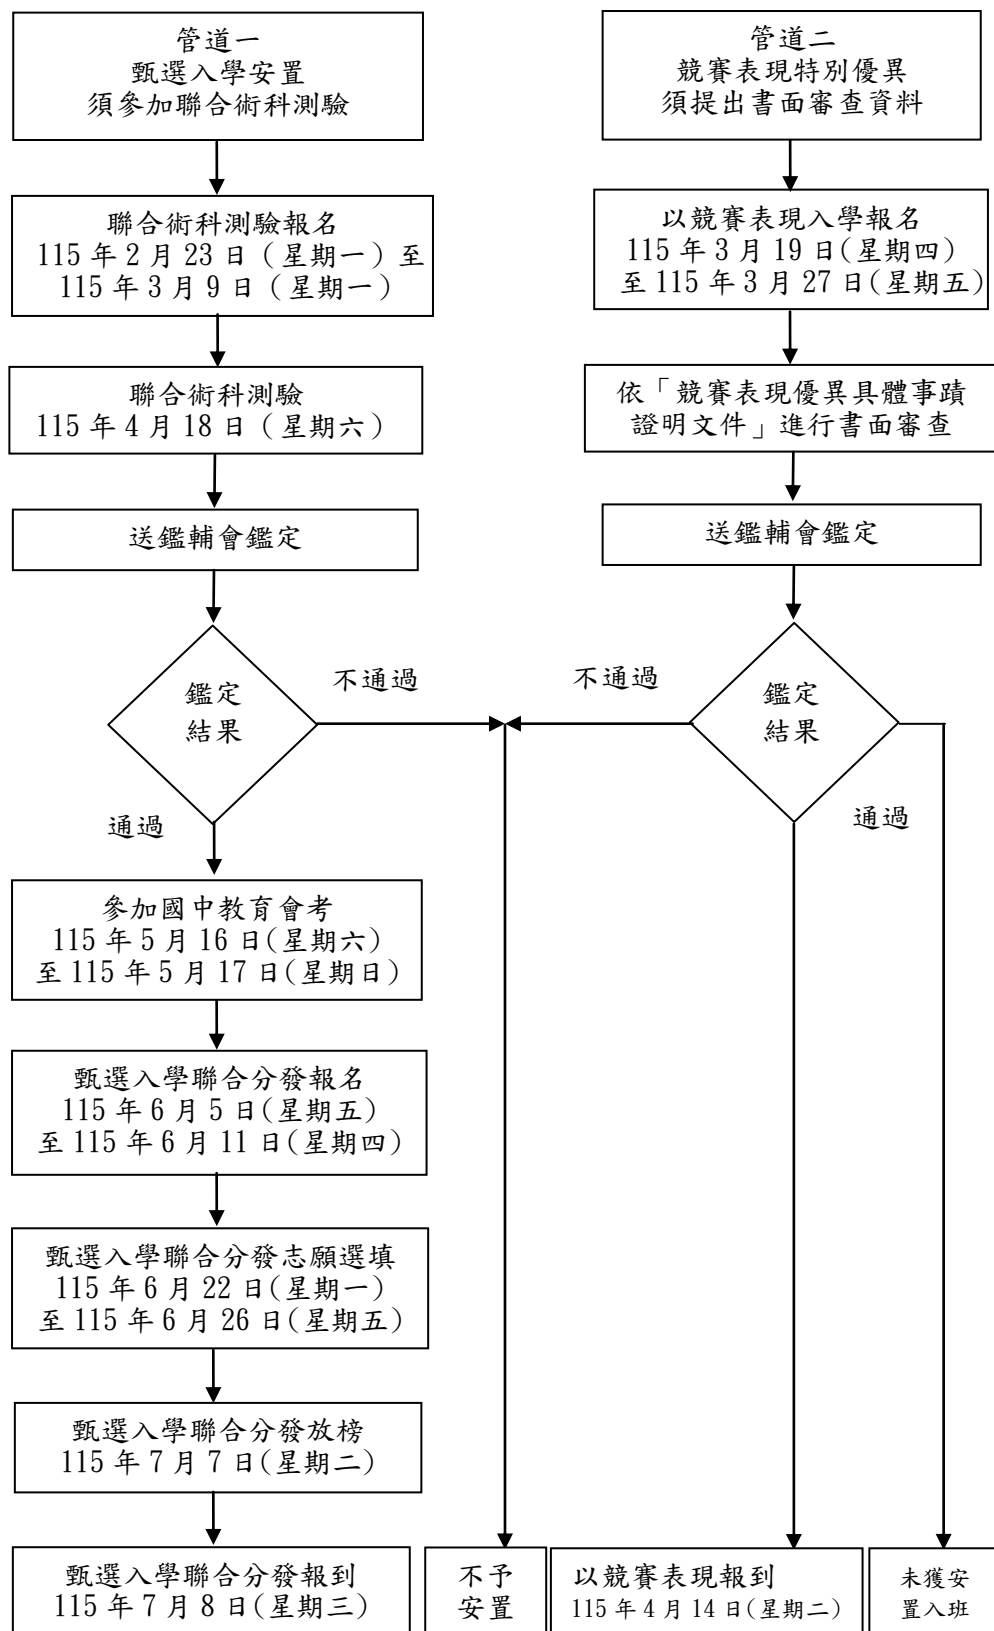 管道一
甄選入學安置
須參加聯合術科測驗
聯合術科測驗報名
115 年 2 月 23 日（星期一）至
115 年 3 月 9 日（星期一）
聯合術科測驗
115 年 4 月 18 日（星期六）
送鑑輔會鑑定
鑑定
結果
不通過
通過
參加國中教育會考
115 年 5 月 16 日(星期六)
至 115 年 5 月 17 日(星期日)
甄選入學聯合分發報名
115 年 6 月 5 日(星期五)
至 115 年 6 月 11 日(星期四)
甄選入學聯合分發志願選填
115 年 6 月 22 日(星期一)
至 115 年 6 月 26 日(星期五)
甄選入學聯合分發放榜
115 年 7 月 7 日(星期二)
甄選入學聯合分發報到
115 年 7 月 8 日(星期三)
管道二
競賽表現特別優異
須提出書面審查資料
以競賽表現入學報名
115 年 3 月 19 日(星期四)
至 115 年 3 月 27 日(星期五)
依「競賽表現優異具體事蹟
證明文件」進行書面審查
送鑑輔會鑑定
鑑定
結果
不通過
通過
不予
安置
以競賽表現報到
115 年 4 月 14 日(星期二)
未獲安
置入班